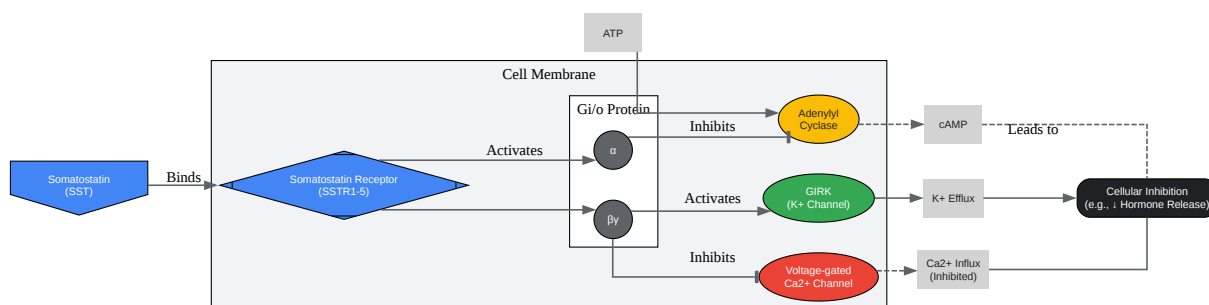 ATP
Cell Membrane
Gi/o Protein
Adenylyl
Cyclase
Inhibits
cAMP
Leads to
α
Activates
Somatostatin
(SST)
Binds
Somatostatin Receptor
(SSTR1-5)
GIRK
(K+ Channel)
Activates
K+ Efflux
Cellular Inhibition
(e.g., ↓ Hormone Release)
βγ
Inhibits
Voltage-gated
Ca2+ Channel
Ca2+ Influx
(Inhibited)